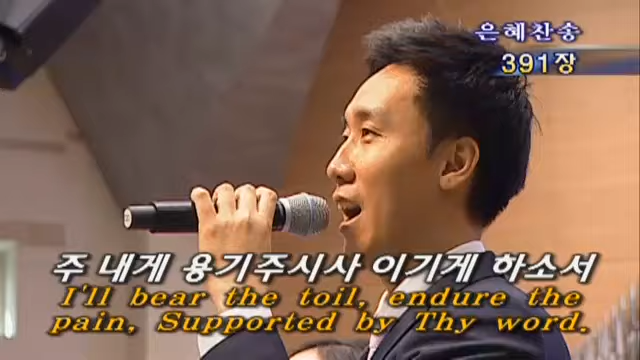 은혜찬송
391장
주 내게 용기주시사 이기게 하소서
I'll bear the toil, endure the
pain, Supported by Thy word.